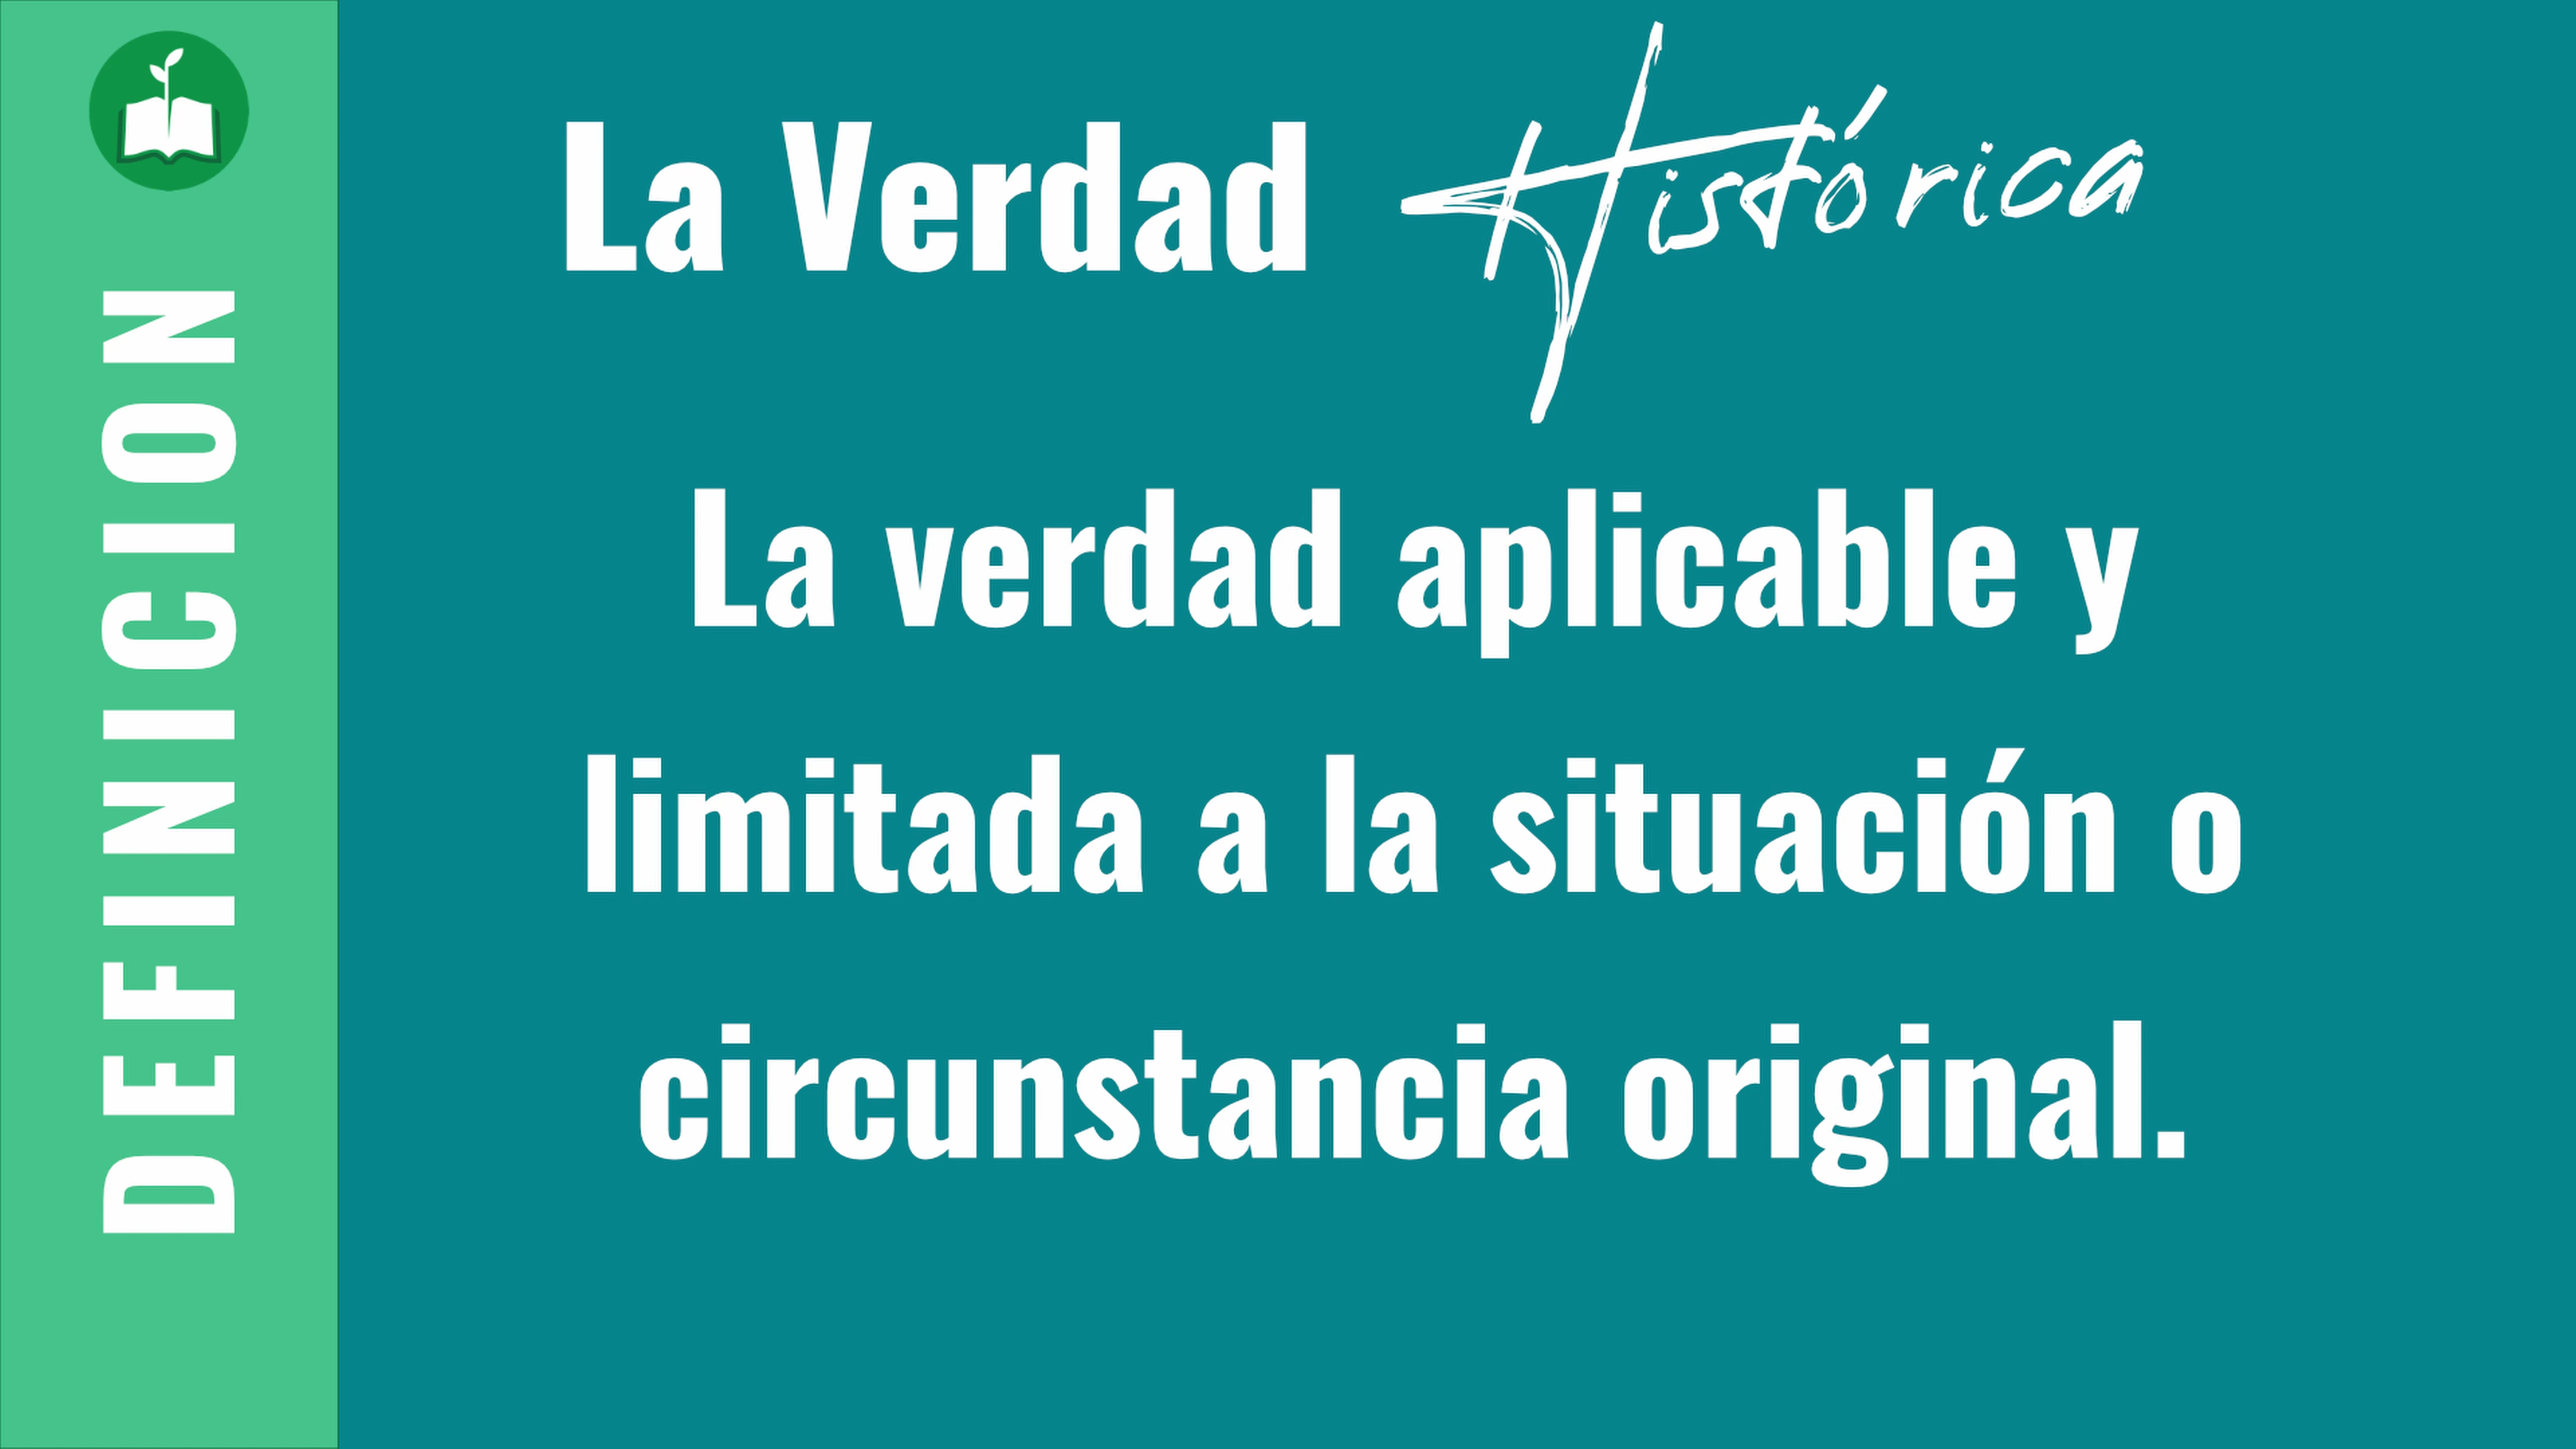 DEFINICION
La Verdad Histórica
La verdad aplicable y
limitada a la situación o
circunstancia original.